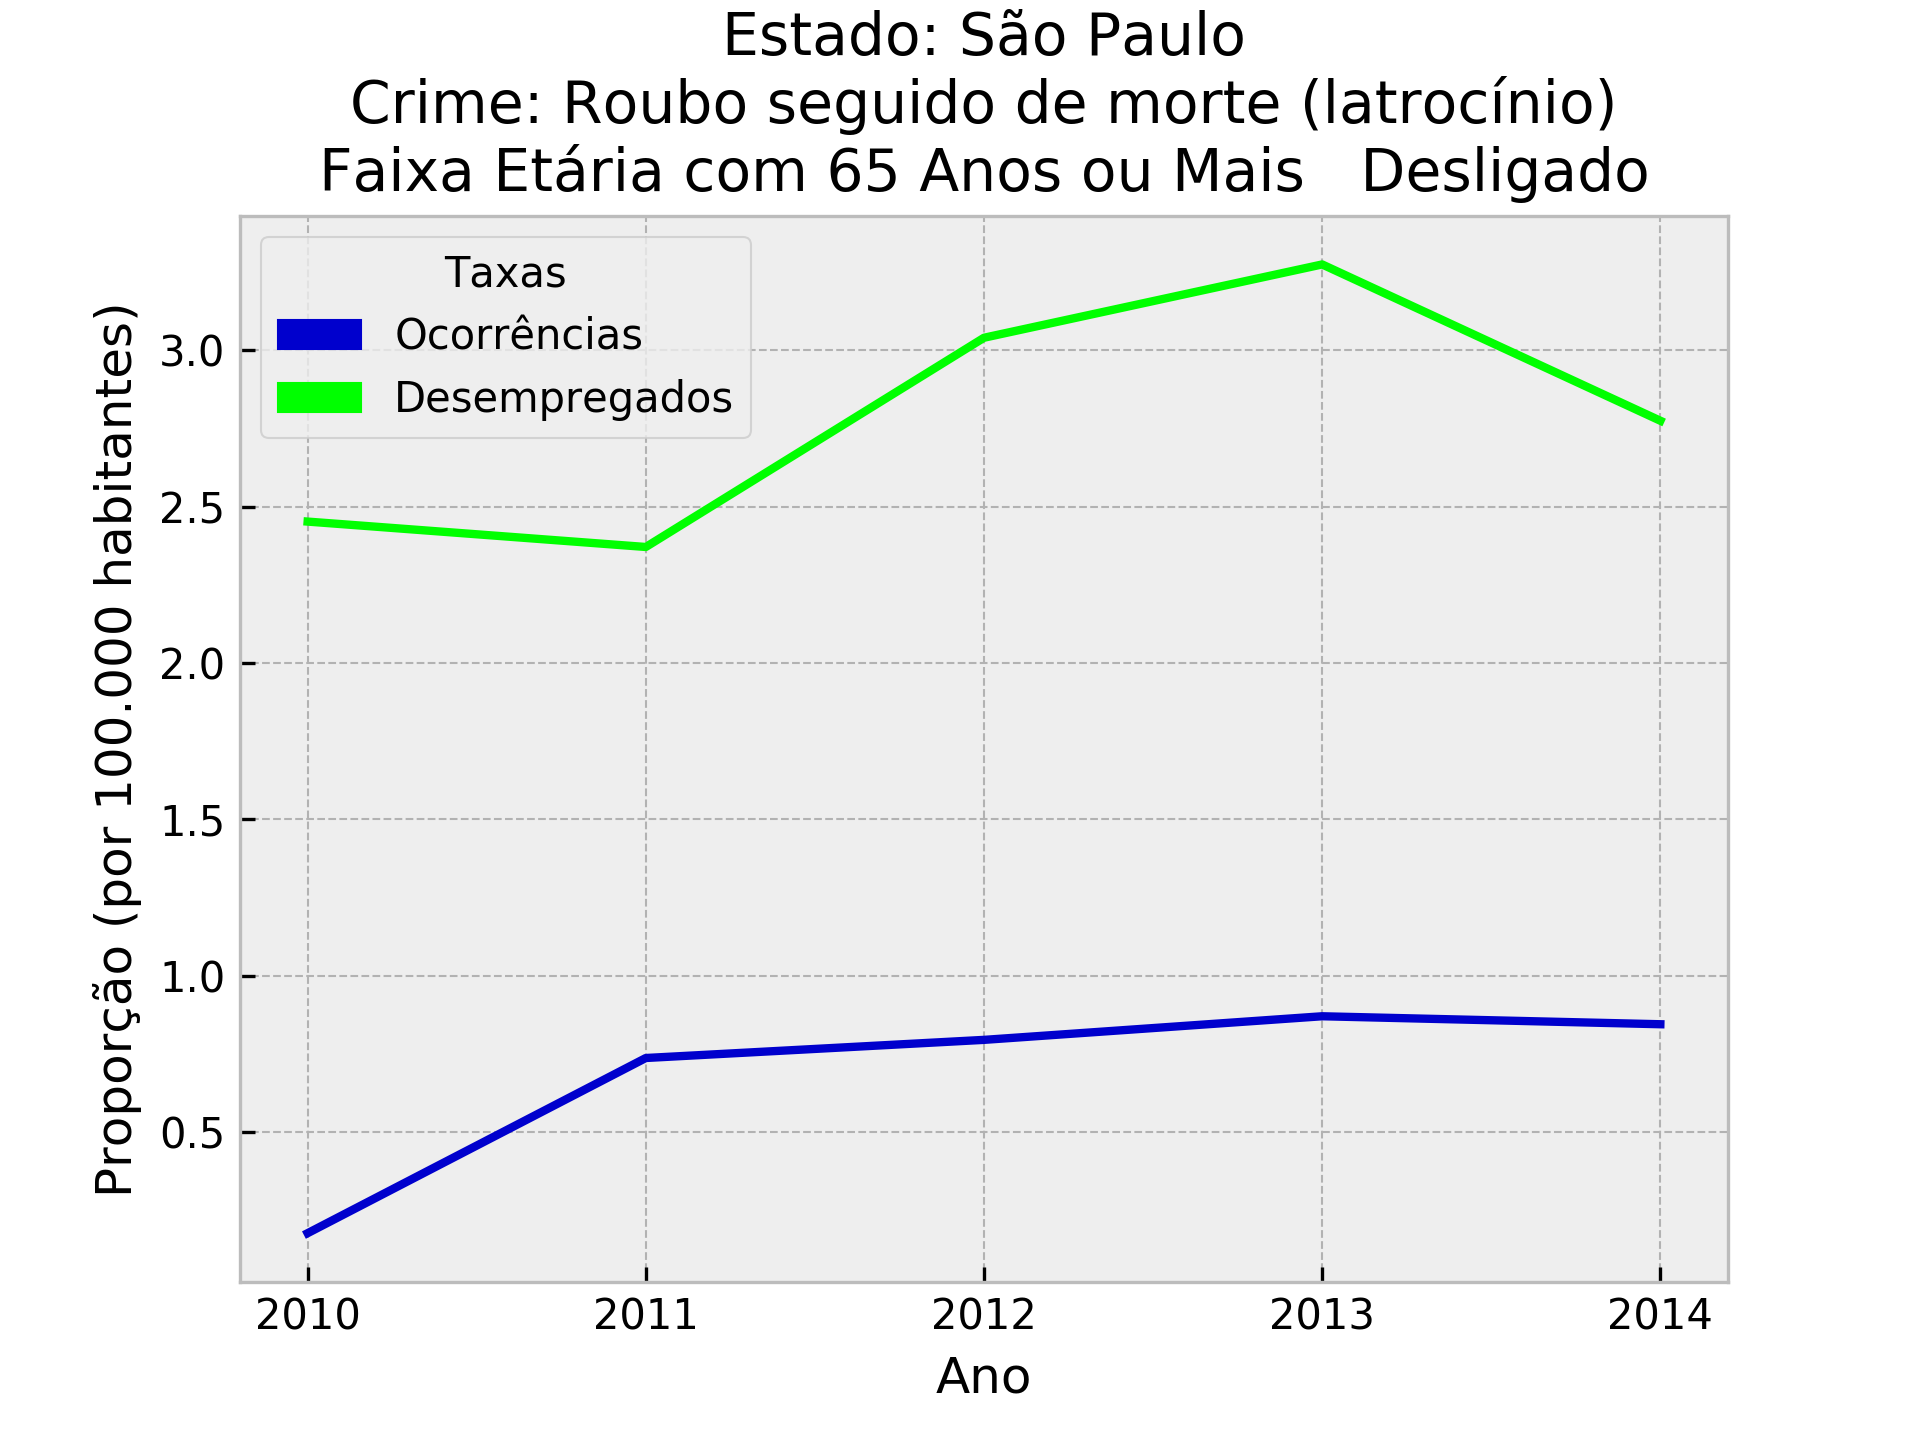 Estado: São Paulo
Crime: Roubo seguido de morte (latrocínio)
Faixa Etária com 65 Anos ou Mais   Desligado
Taxas
Ocorrências
Desempregados
Proporção (por 100.000 habitantes)
3.0
2.5
2.0
1.5
1.0
0.5
2010 2011 2012 2013 2014
Ano